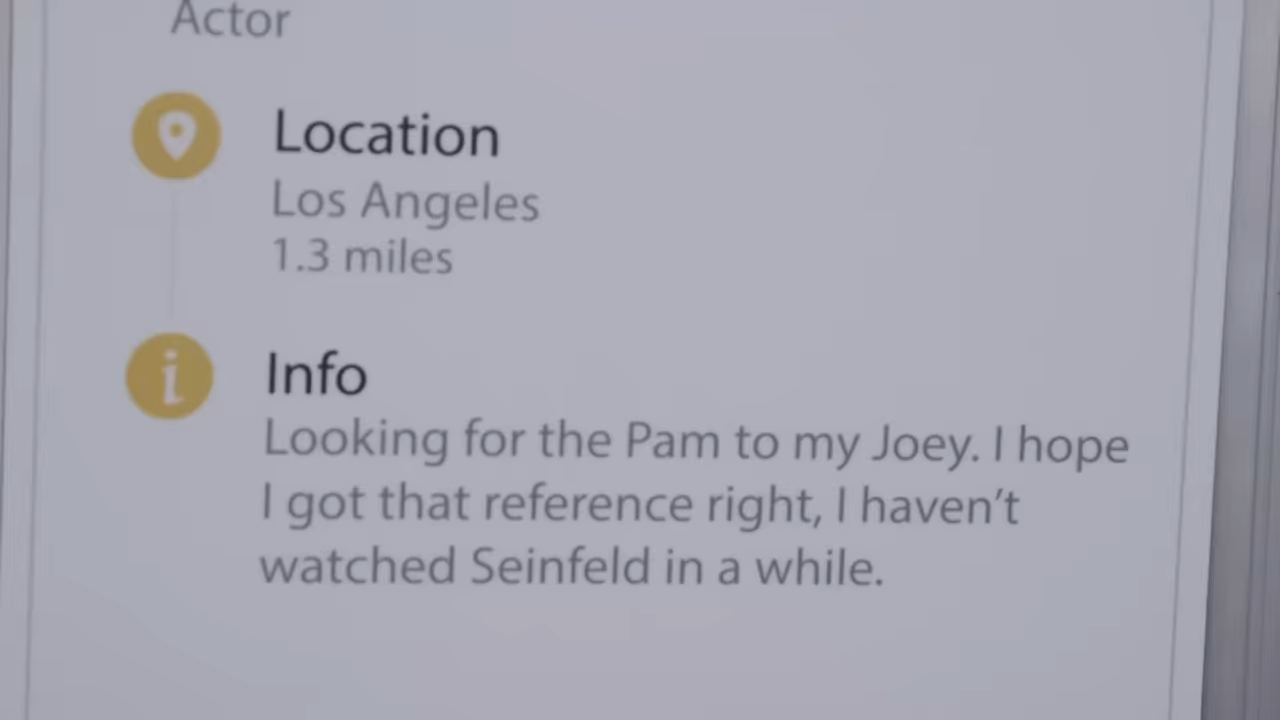 Actor
Location
Los Angeles
1.3 miles
i
Info
Looking for the Pam to my Joey. I hope
I got that reference right, I haven’t
watched Seinfeld in a while.